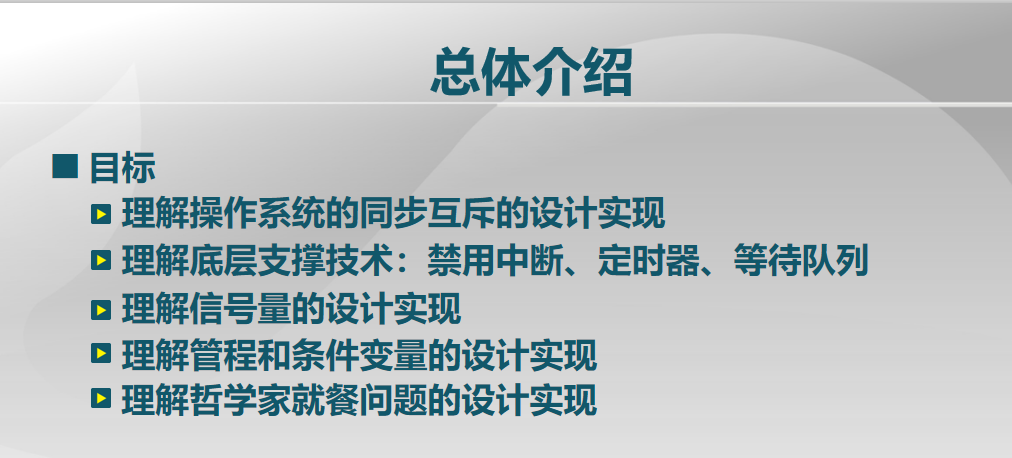 总体介绍
目标
理解操作系统的同步互斥的设计实现
理解底层支撑技术：禁用中断、定时器、等待队列
理解信号量的设计实现
理解管程和条件变量的设计实现
理解哲学家就餐问题的设计实现